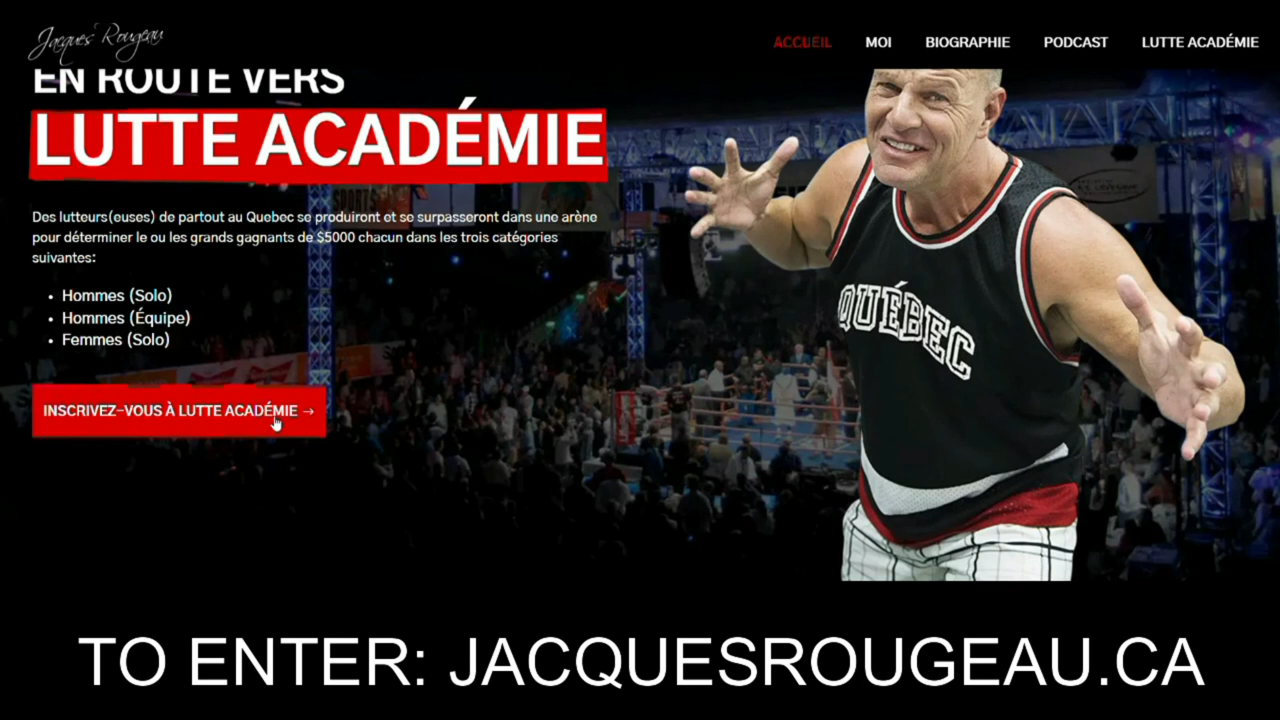 Jacques Rougeau
ACCUEIL
MOI
BIOGRAPHIE
PODCAST
LUTTE ACADÉMIE
EN ROUTE VERS
LUTTE ACADÉMIE
Des lutteurs(euses) de partout au Quebec se produiront et se surpasseront dans une arène
pour déterminer le ou les grands gagnants de $5000 chacun dans les trois catégories
suivantes:
• Hommes (Solo)
• Hommes (Équipe)
• Femmes (Solo)
INSCRIVEZ-VOUS À LUTTE ACADÉMIE →
SPORTS
QUÉBEC
TO ENTER: JACQUESROUGEAU.CA